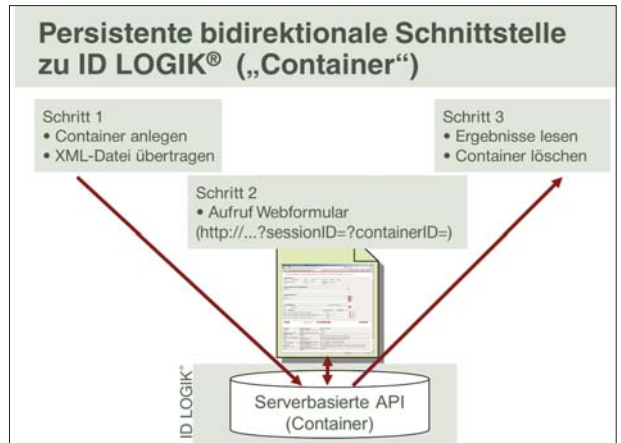 Persistente bidirektionale Schnittstelle
zu ID LOGIK® („Container“)
Schritt 1
• Container anlegen
• XML-Datei übertragen
Schritt 3
• Ergebnisse lesen
• Container löschen
Schritt 2
• Aufruf Webformular
(http://...?sessionID=?containerID=)
ID LOGIK®
Serverbasierte API
(Container)